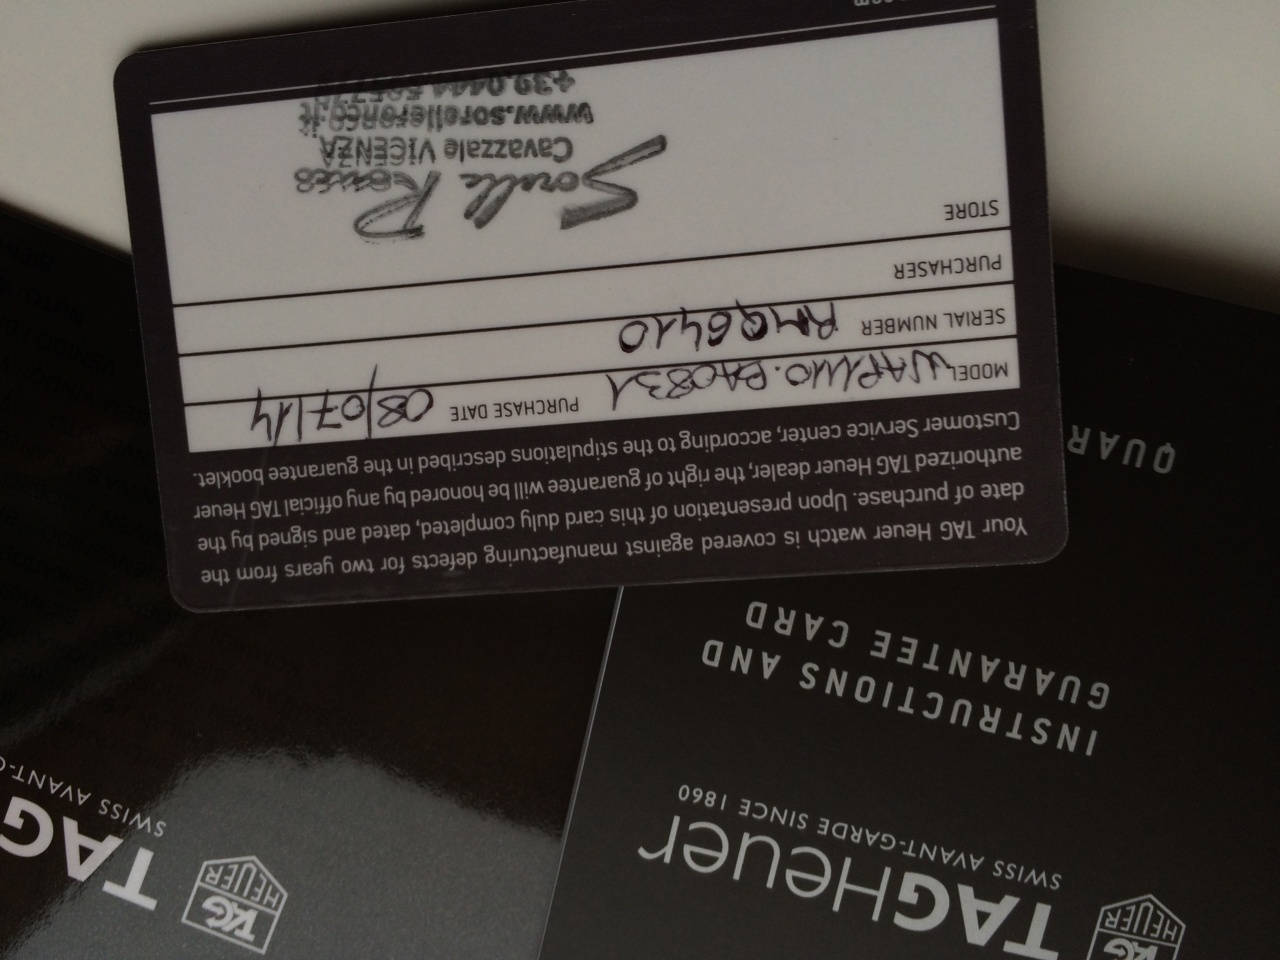 Your TAG Heuer watch is covered against manufacturing defects for two years from the
date of purchase. Upon presentation of this card duly completed, dated and signed by the
authorized TAG Heuer dealer, the right of guarantee will be honored by any official TAG Heuer
Customer Service center, according to the stipulations described in the guarantee booklet.
MODEL PURCHASE DATE 08/07/14
SERIAL NUMBER RMQ6410
PURCHASER
STORE
Sorelle Ronco
Cavazzale VICENZA
www.sorelleronco.it
QUAR
INSTRUCTIONS AND
GUARANTEE CARD
TAG HEUER
TAGHeuer
SWISS AVANT-GARDE SINCE 1860
TAG HEUER
TAG
SWISS AVANT-G